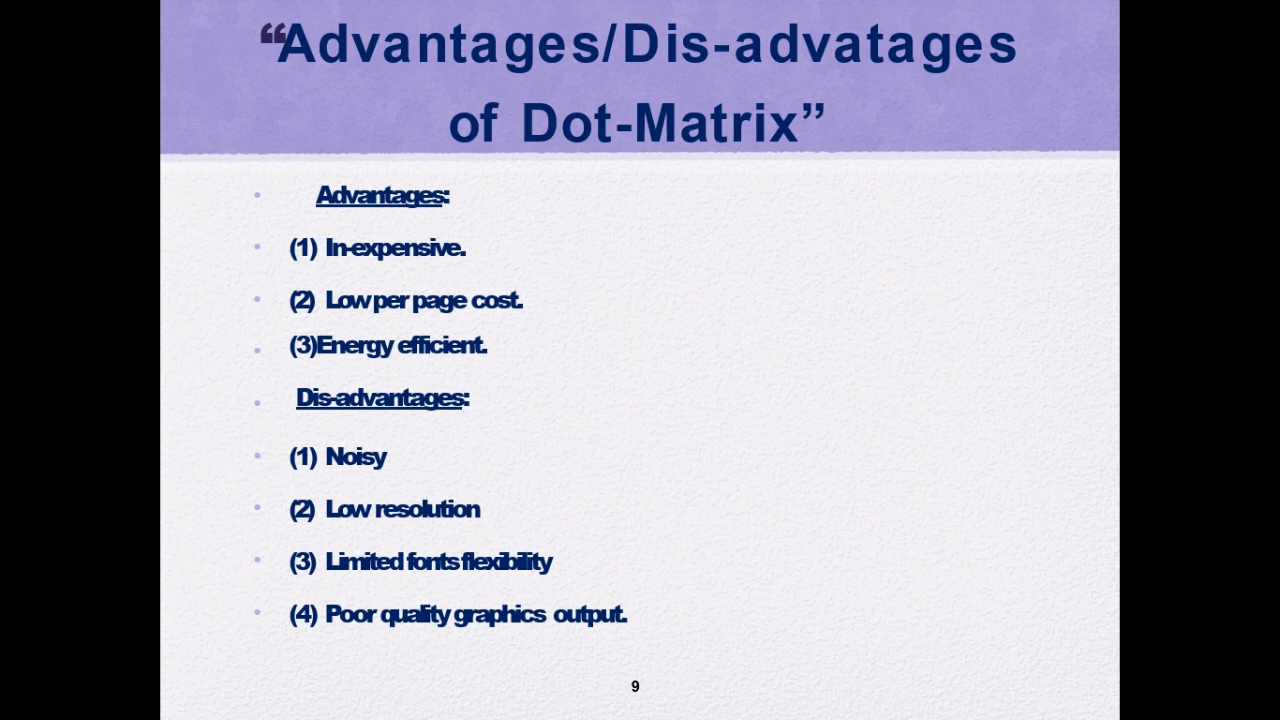 “Advantages/Dis-advatages
of Dot-Matrix”
• Advantages:
• (1) In-expensive.
• (2) Low per page cost.
• (3)Energy efficient.
• Dis-advantages:
• (1) Noisy
• (2) Low resolution
• (3) Limited fonts flexibility
• (4) Poor quality graphics output.
9